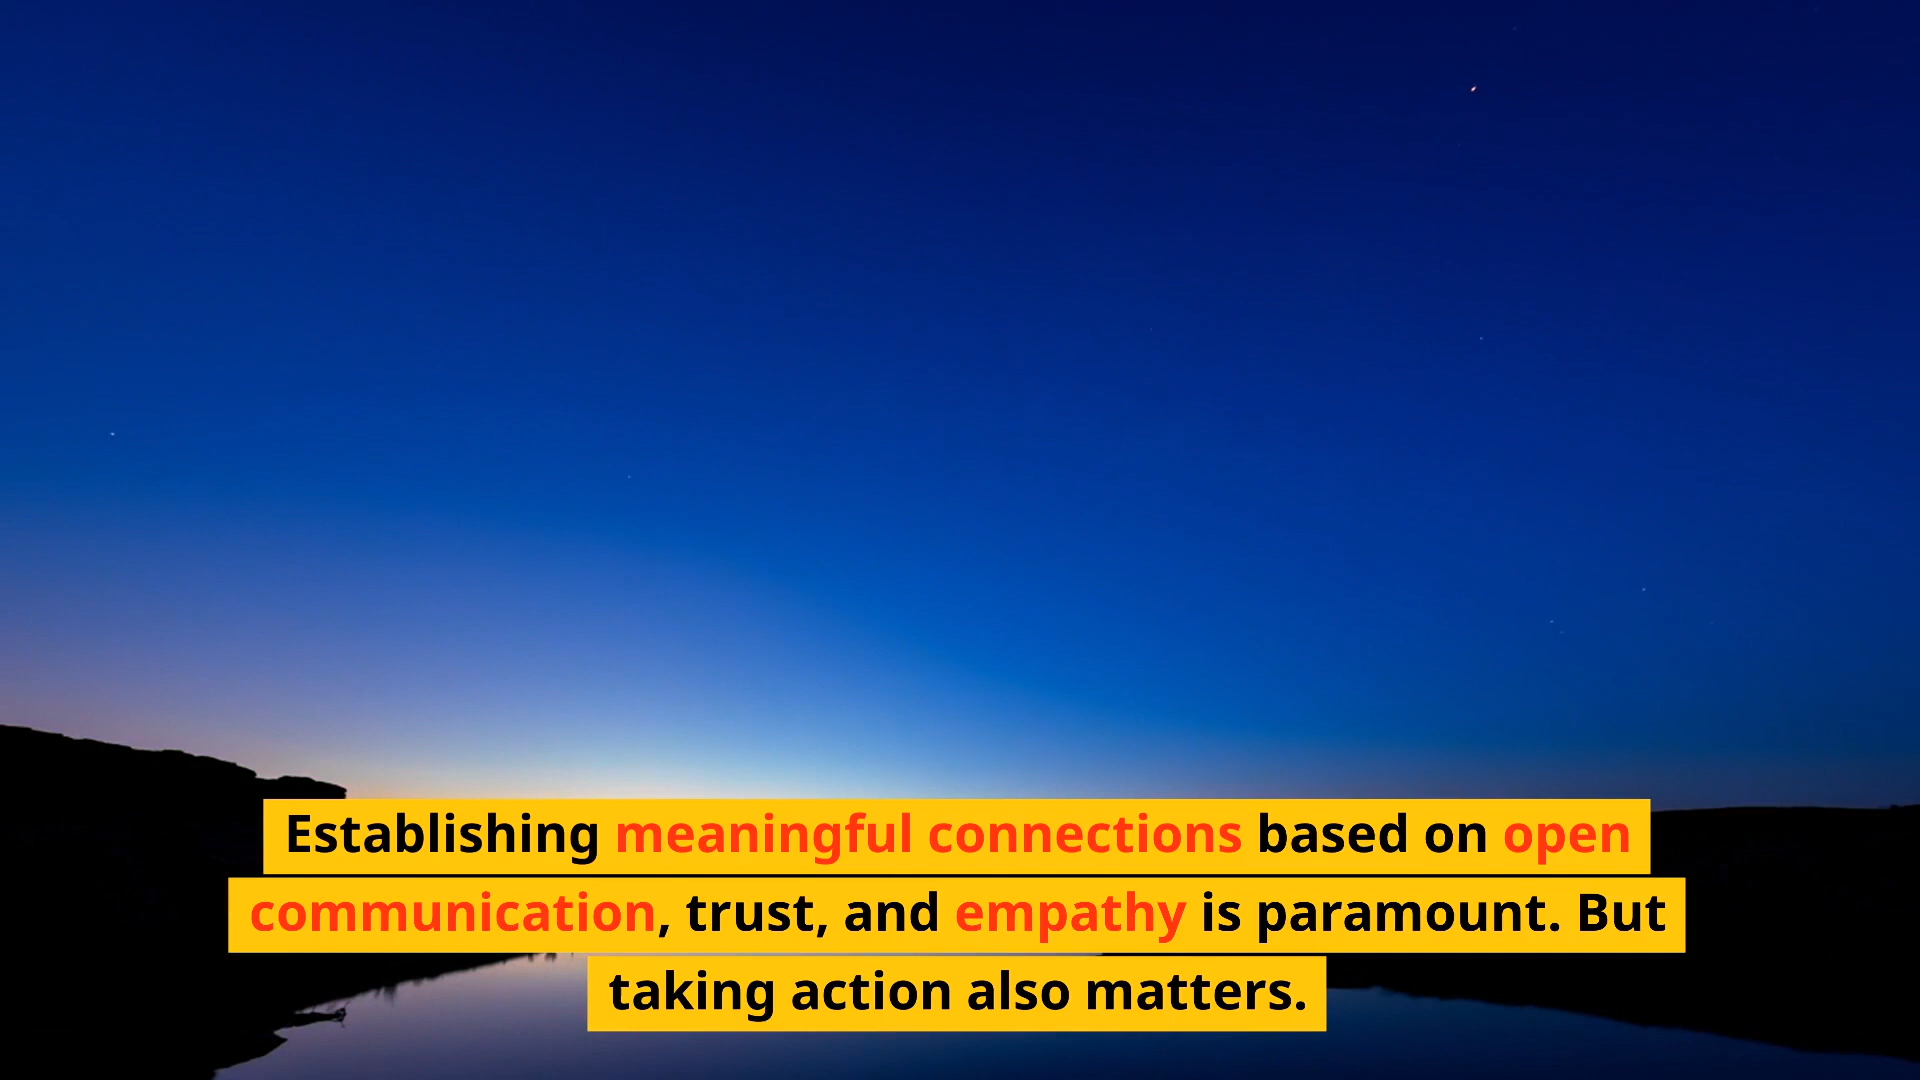 Establishing meaningful connections based on open
communication, trust, and empathy is paramount. But
taking action also matters.